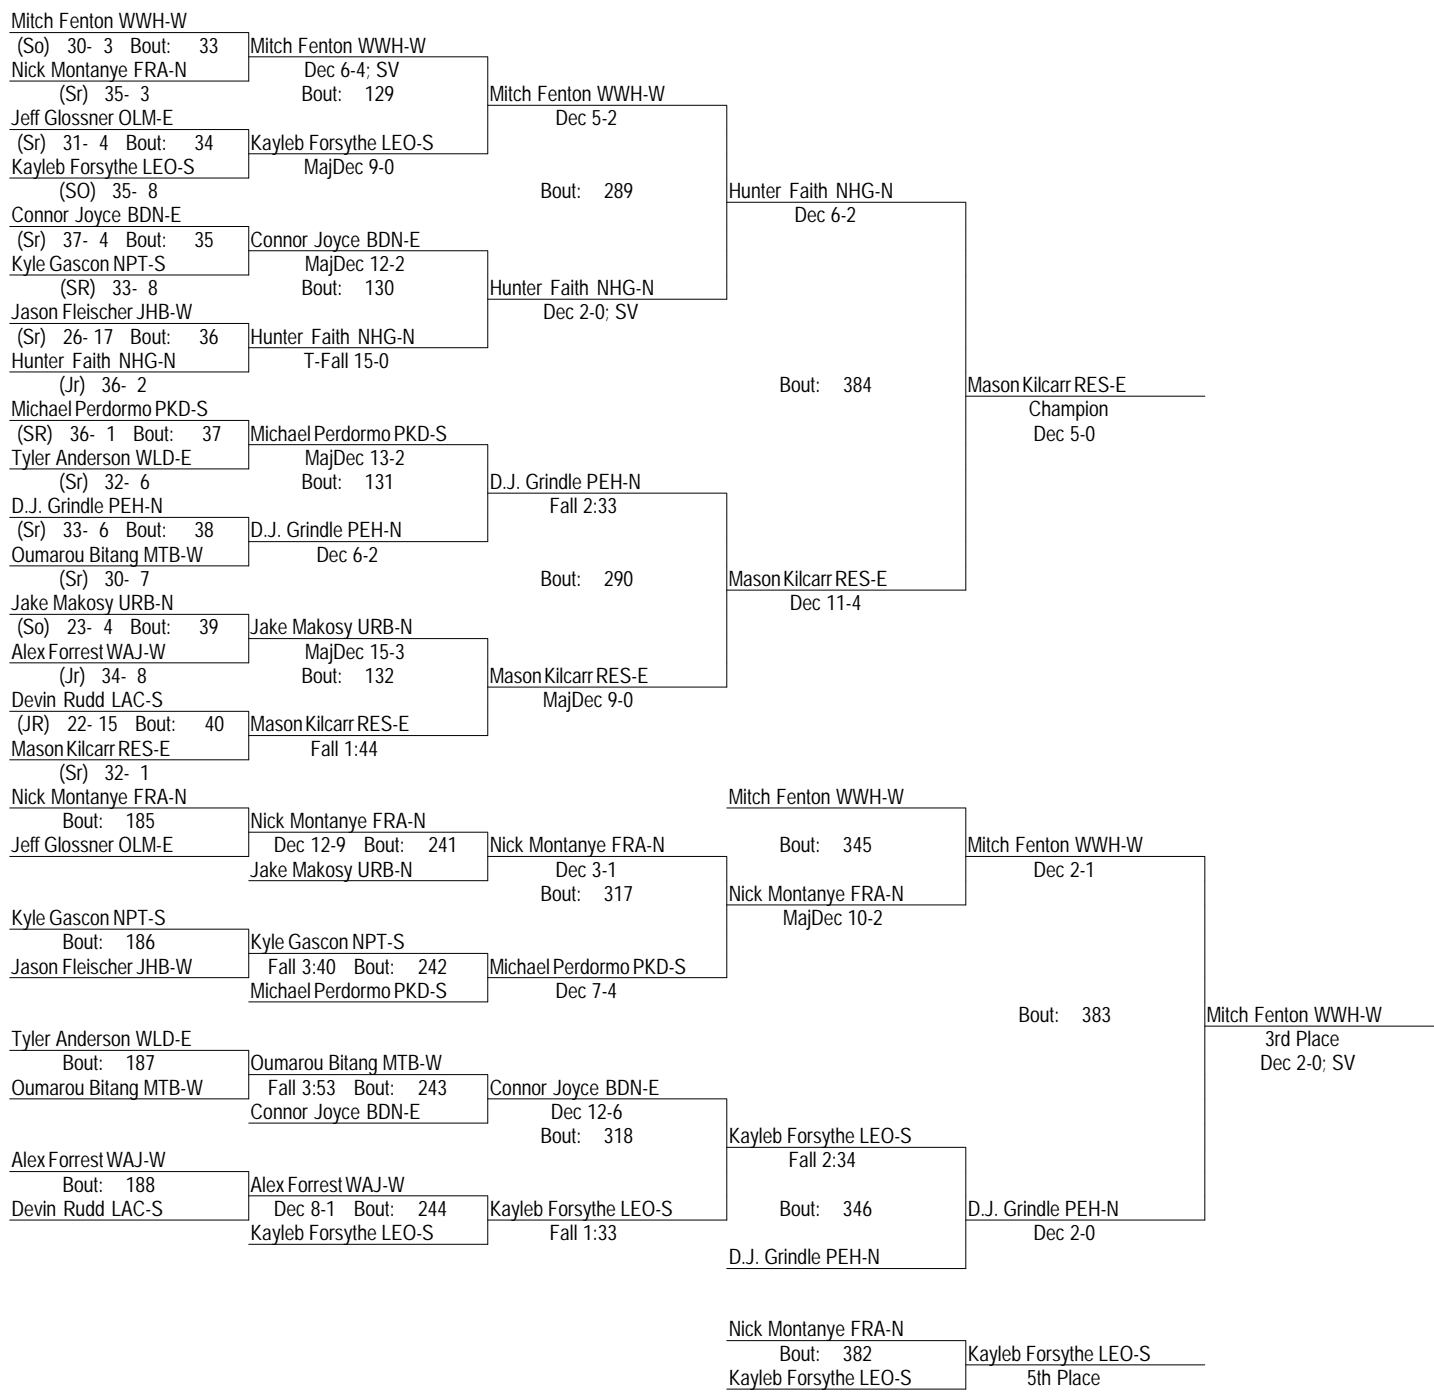 Mitch Fenton WWH-W
(So) 30- 3 Bout: 33 Mitch Fenton WWH-W
Nick Montanye FRA-N Dec 6-4; SV
(Sr) 35- 3 Bout: 129 Mitch Fenton WWH-W
Jeff Glossner OLM-E Dec 5-2
(Sr) 31- 4 Bout: 34 Kayleb Forsythe LEO-S
Kayleb Forsythe LEO-S MajDec 9-0
(SO) 35- 8 Bout: 289 Hunter Faith NHG-N
Connor Joyce BDN-E Dec 6-2
(Sr) 37- 4 Bout: 35 Connor Joyce BDN-E
Kyle Gascon NPT-S MajDec 12-2
(SR) 33- 8 Bout: 130 Hunter Faith NHG-N
Jason Fleischer JHB-W Dec 2-0; SV
(Sr) 26- 17 Bout: 36 Hunter Faith NHG-N
Hunter Faith NHG-N T-Fall 15-0
(Jr) 36- 2 Bout: 384 Mason Kilcarr RES-E
Michael Perdormo PKD-S Champion
(SR) 36- 1 Bout: 37 Michael Perdormo PKD-S Dec 5-0
Tyler Anderson WLD-E MajDec 13-2
(Sr) 32- 6 Bout: 131 D.J. Grindle PEH-N
D.J. Grindle PEH-N Fall 2:33
(Sr) 33- 6 Bout: 38 D.J. Grindle PEH-N
Oumarou Bitang MTB-W Dec 6-2
(Sr) 30- 7 Bout: 290 Mason Kilcarr RES-E
Jake Makosy URB-N Dec 11-4
(So) 23- 4 Bout: 39 Jake Makosy URB-N
Alex Forrest WAJ-W MajDec 15-3
(Jr) 34- 8 Bout: 132 Mason Kilcarr RES-E
Devin Rudd LAC-S MajDec 9-0
(JR) 22- 15 Bout: 40 Mason Kilcarr RES-E
Mason Kilcarr RES-E Fall 1:44
(Sr) 32- 1
Nick Montanye FRA-N Mitch Fenton WWH-W
Bout: 185 Nick Montanye FRA-N
Jeff Glossner OLM-E Dec 12-9 Bout: 241 Nick Montanye FRA-N Bout: 345 Mitch Fenton WWH-W
Jake Makosy URB-N Dec 3-1 Dec 2-1
Bout: 317 Nick Montanye FRA-N
Kyle Gascon NPT-S MajDec 10-2
Bout: 186 Kyle Gascon NPT-S
Jason Fleischer JHB-W Fall 3:40 Bout: 242 Michael Perdormo PKD-S
Michael Perdormo PKD-S Dec 7-4
Bout: 383 Mitch Fenton WWH-W
Tyler Anderson WLD-E 3rd Place
Bout: 187 Oumarou Bitang MTB-W Dec 2-0; SV
Oumarou Bitang MTB-W Fall 3:53 Bout: 243 Connor Joyce BDN-E
Connor Joyce BDN-E Dec 12-6
Bout: 318 Kayleb Forsythe LEO-S
Alex Forrest WAJ-W Fall 2:34
Bout: 188 Alex Forrest WAJ-W
Devin Rudd LAC-S Dec 8-1 Bout: 244 Kayleb Forsythe LEO-S Bout: 346 D.J. Grindle PEH-N
Kayleb Forsythe LEO-S Fall 1:33 Dec 2-0
D.J. Grindle PEH-N
Nick Montanye FRA-N
Bout: 382 Kayleb Forsythe LEO-S
Kayleb Forsythe LEO-S 5th Place